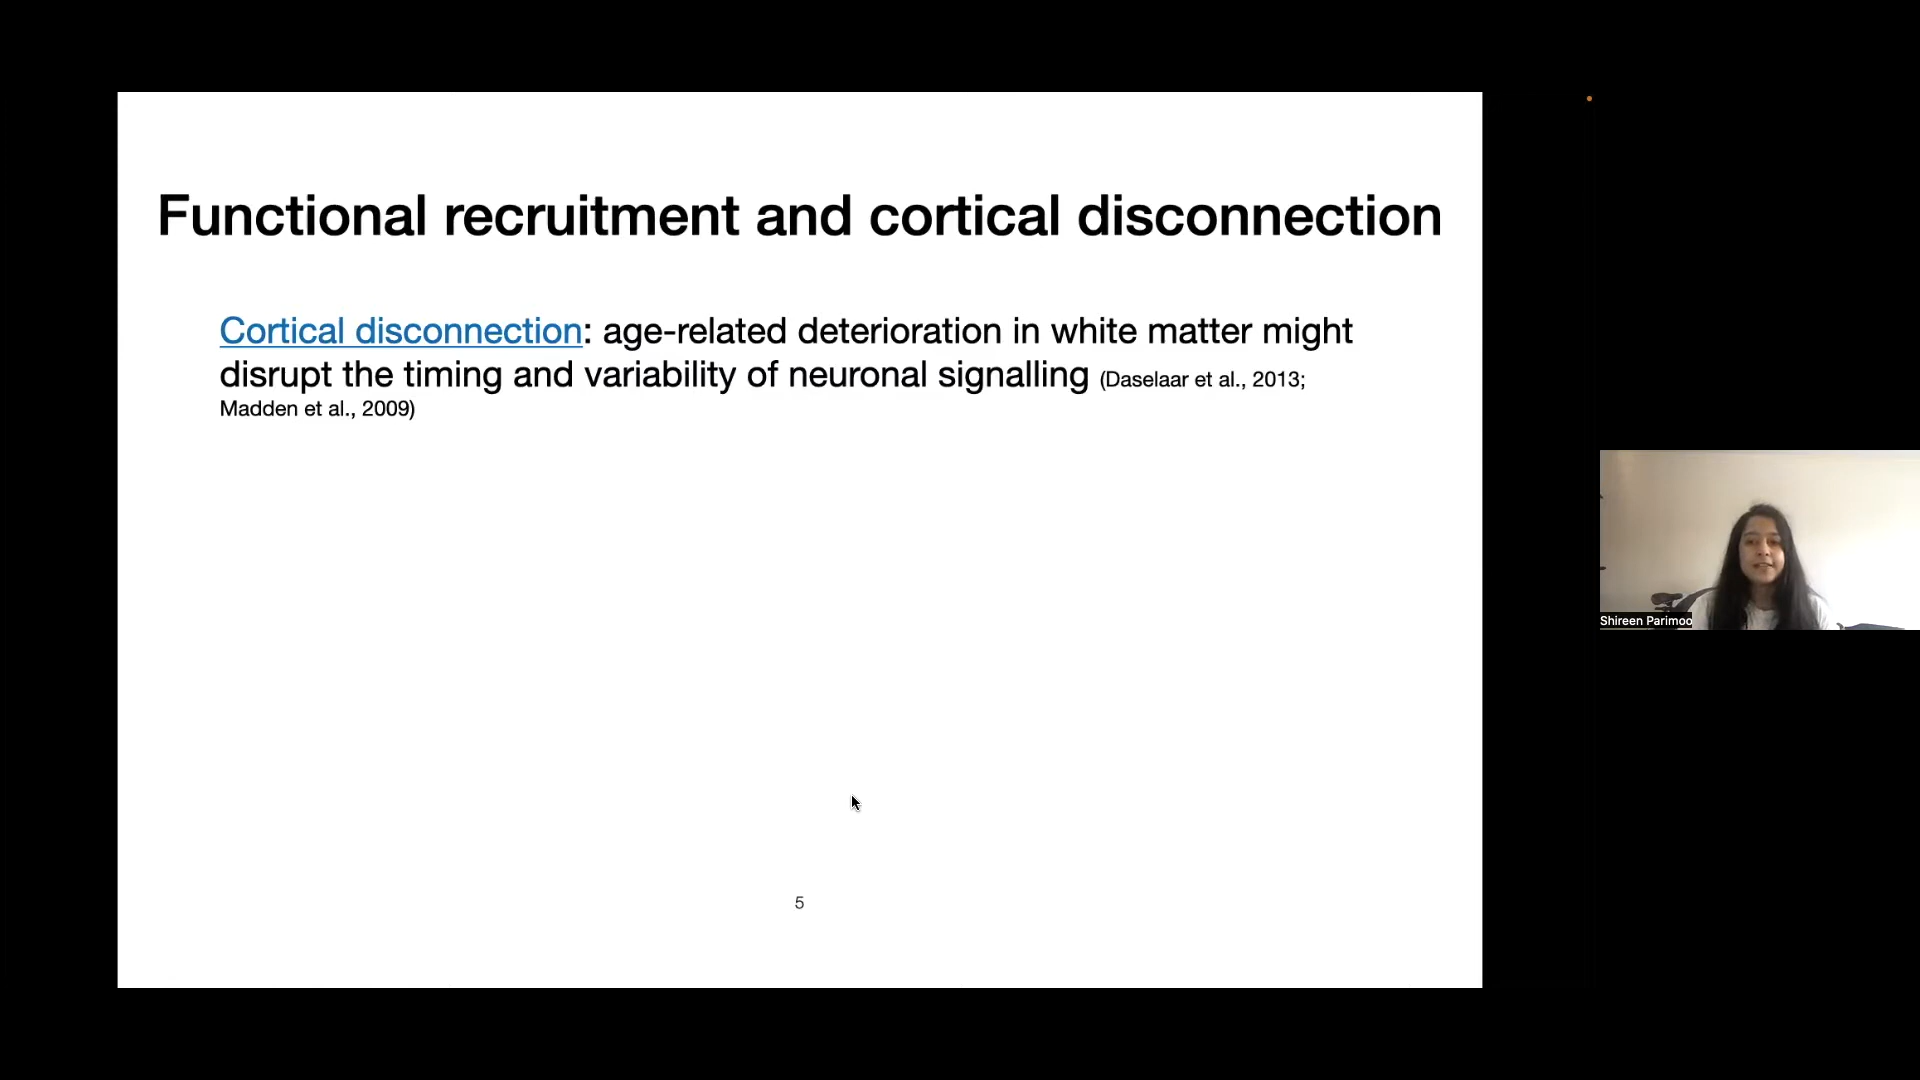 Functional recruitment and cortical disconnection
Cortical disconnection: age-related deterioration in white matter might
disrupt the timing and variability of neuronal signalling (Daselaar et al., 2013;
Madden et al., 2009)
5
Shireen Parimoo